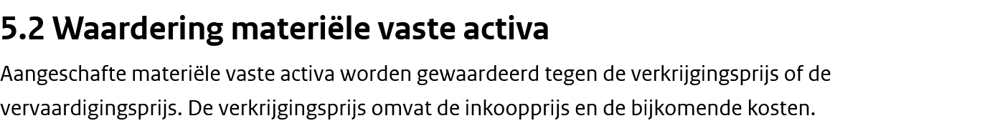 5.2 Waardering materiële vaste activa
Aangeschafte materiële vaste activa worden gewaardeerd tegen de verkrijgingsprijs of de
vervaardigingsprijs. De verkrijgingsprijs omvat de inkoopprijs en de bijkomende kosten.